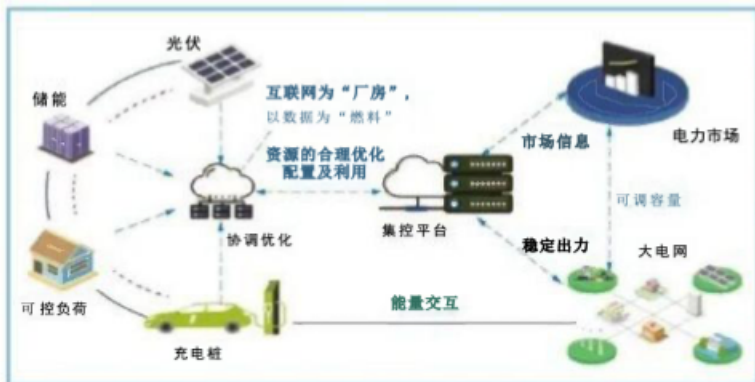 光伏
储能
互联网为“厂房”,
以数据为“燃料”
资源的合理优化
配置及利用
市场信息
电力市场
协调优化
集控平台
可调容量
稳定出力
大电网
可控负荷
能量交互
充电桩